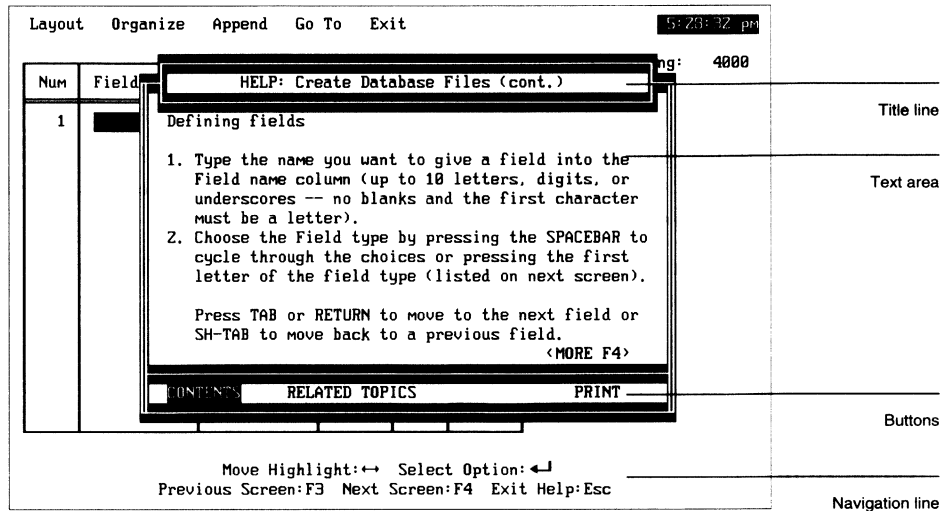 Layout Organize Append Go To Exit 5:28:32 pm
ng: 4000
Num Field
HELP: Create Database Files (cont.)
Title line
1
Defining fields
1. Type the name you want to give a field into the
Text area
Field name column (up to 10 letters, digits, or
underscores -- no blanks and the first character
must be a letter).
2. Choose the Field type by pressing the SPACEBAR to
cycle through the choices or pressing the first
letter of the field type (listed on next screen).
Press TAB or RETURN to move to the next field or
SH-TAB to move back to a previous field.
<MORE F4>
CONTENTS RELATED TOPICS PRINT
Buttons
Move Highlight:↔ Select Option:↵
Previous Screen:F3 Next Screen:F4 Exit Help:Esc
Navigation line